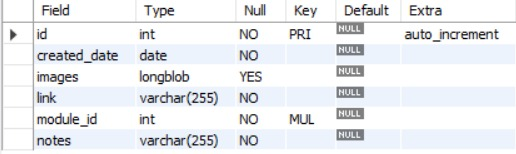 Field Type Null Key Default Extra
id int NO PRI NULL auto_increment
created_date date NO NULL
images longblob YES NULL
link varchar(255) NO NULL
module_id int NO MUL NULL
notes varchar(255) NO NULL